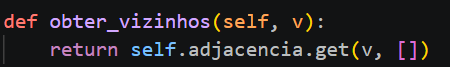 def obter_vizinhos(self, v):
    return self.adjacencia.get(v, [])